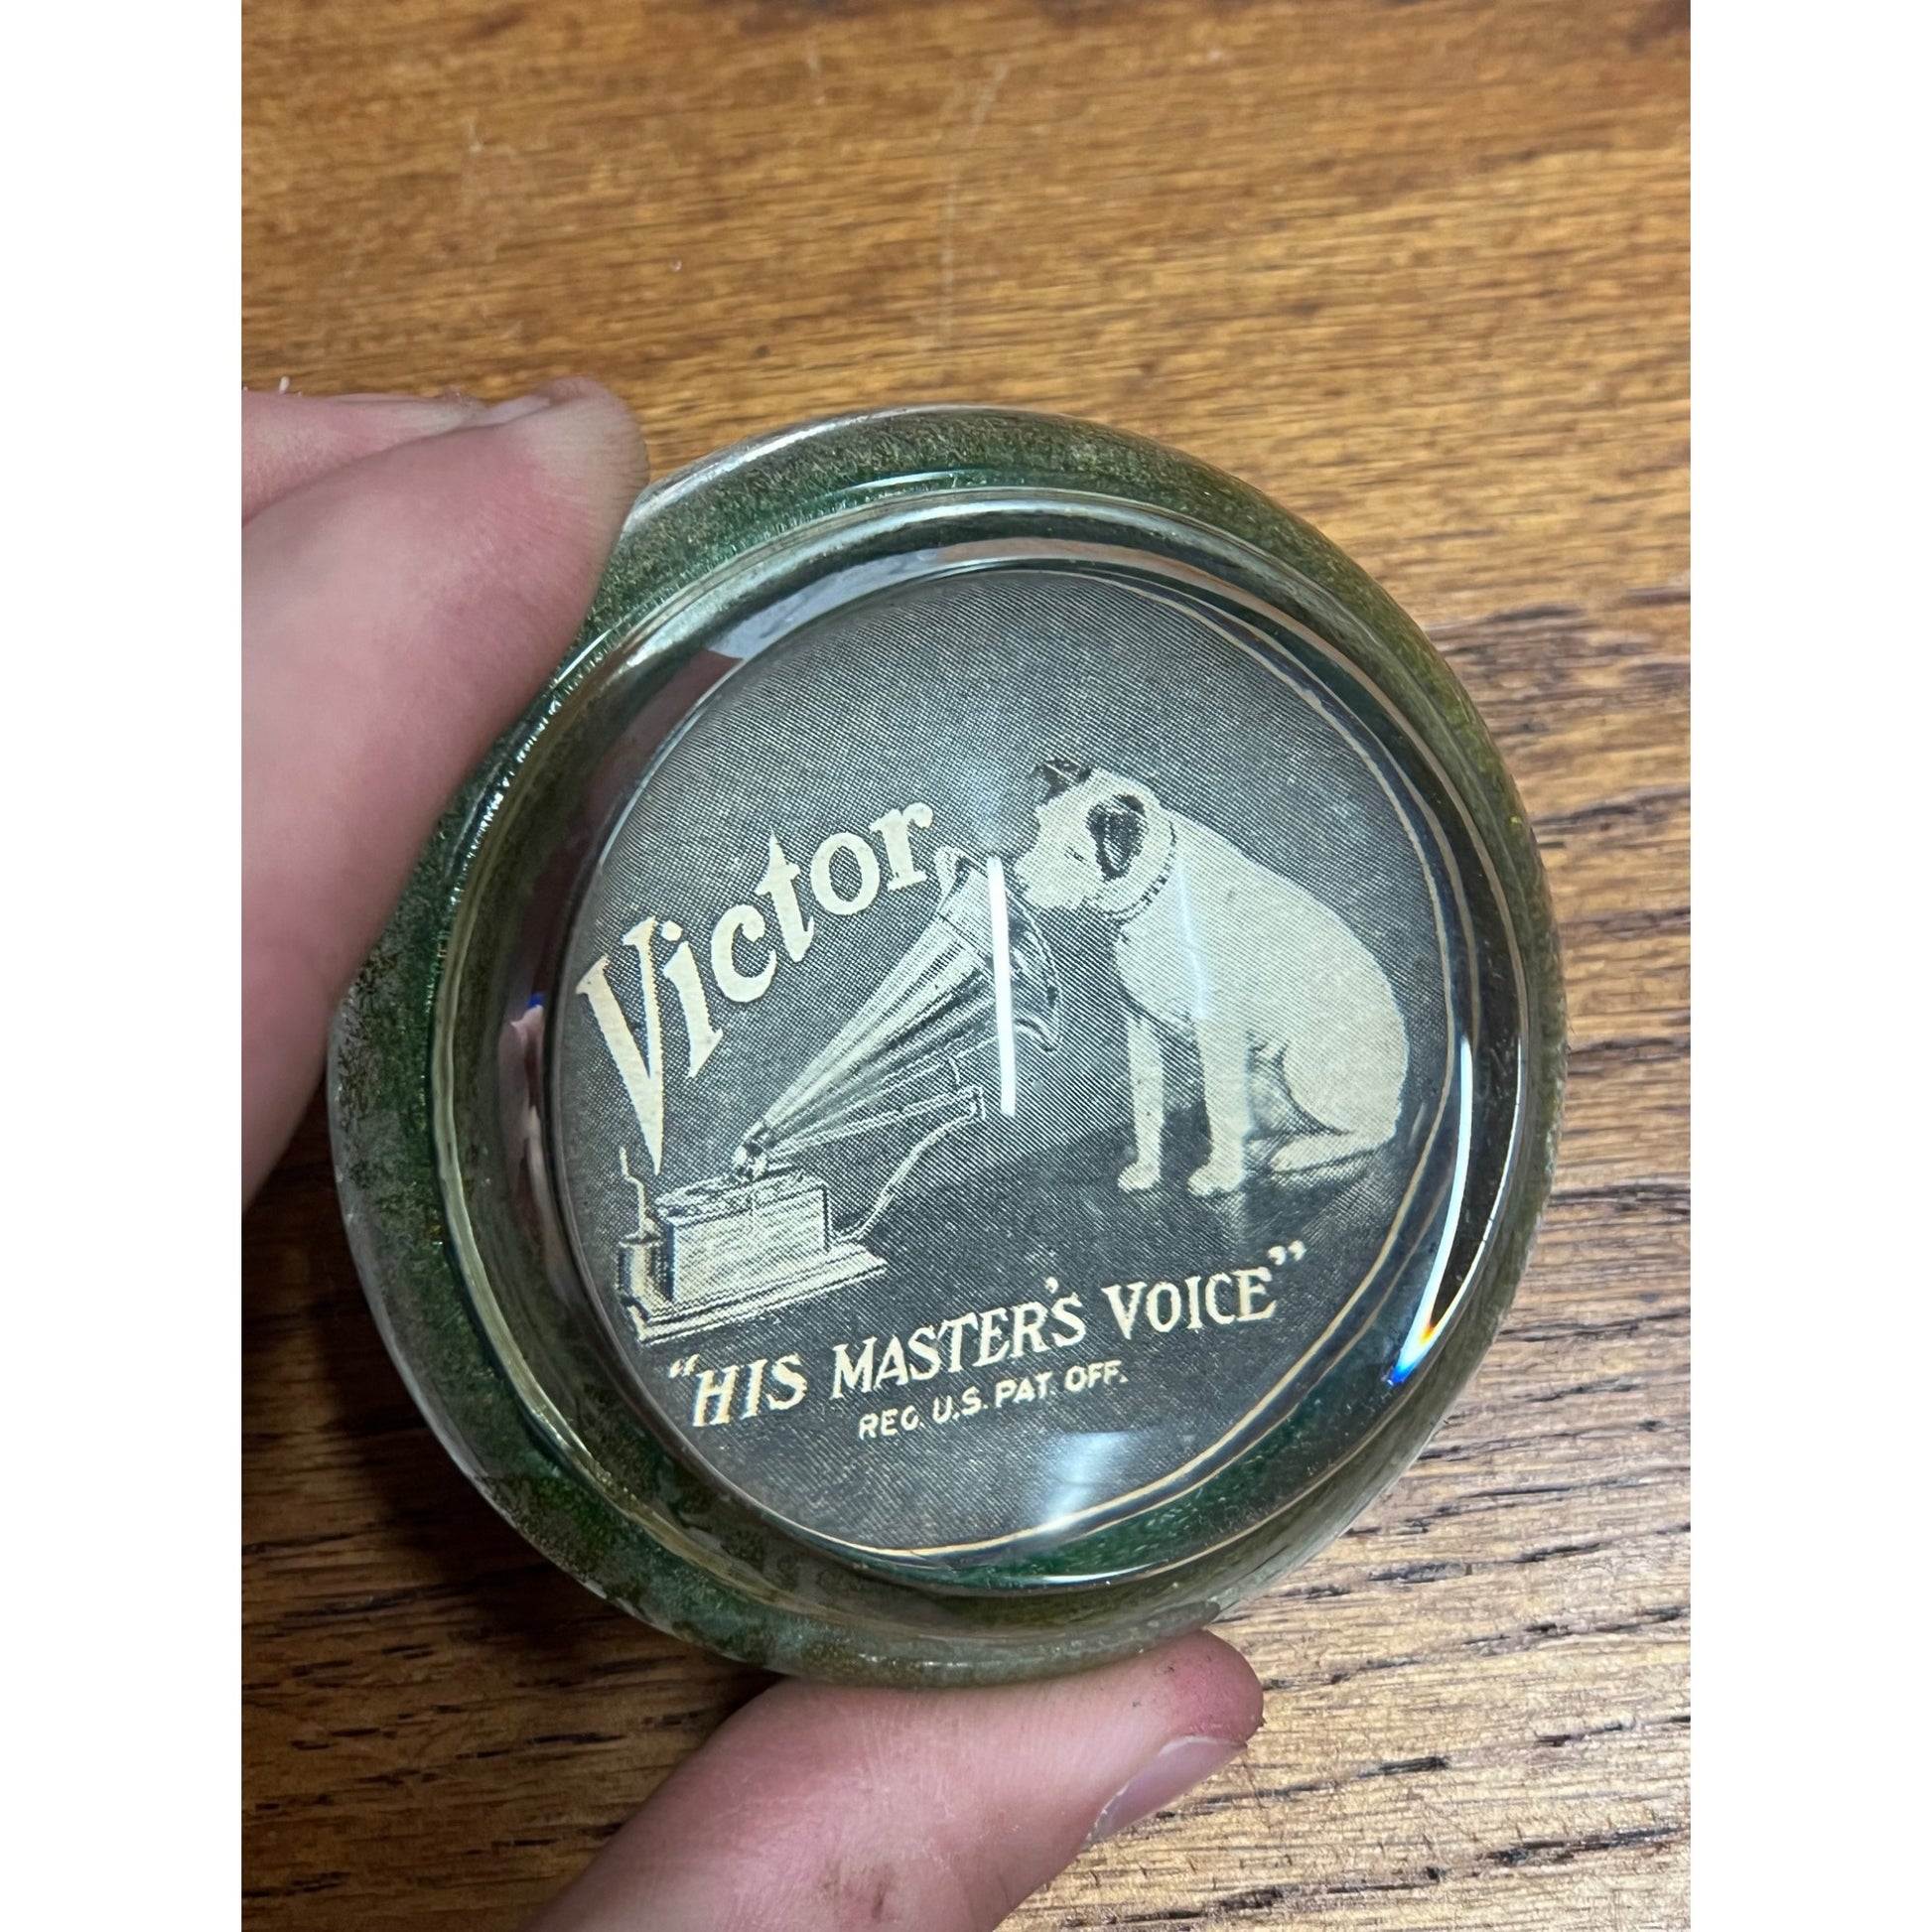 Victor
“HIS MASTER'S VOICE”
REG. U.S. PAT. OFF.